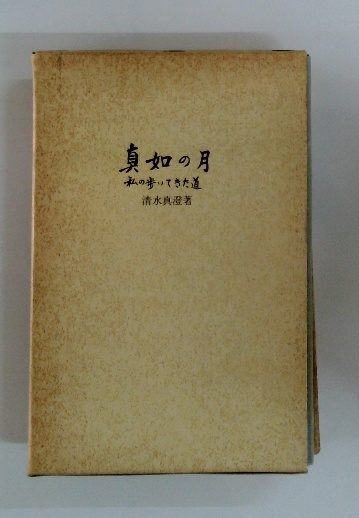 真如の月
私の歩いてきた道
清水真澄著